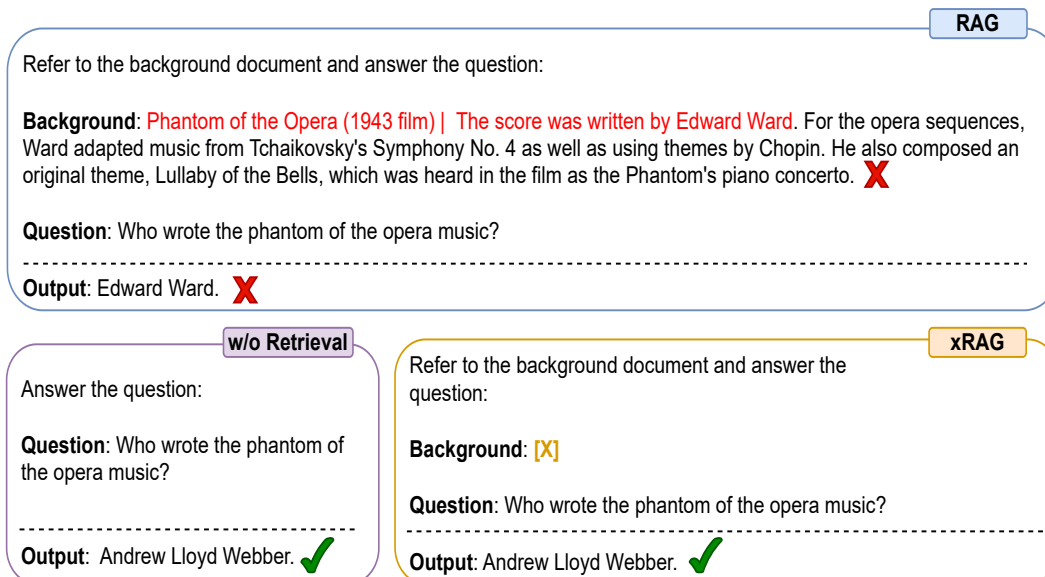 RAG
Refer to the background document and answer the question:
Background: Phantom of the Opera (1943 film) | The score was written by Edward Ward. For the opera sequences,
Ward adapted music from Tchaikovsky's Symphony No. 4 as well as using themes by Chopin. He also composed an
original theme, Lullaby of the Bells, which was heard in the film as the Phantom's piano concerto. X
Question: Who wrote the phantom of the opera music?
Output: Edward Ward. X
w/o Retrieval
Answer the question:
Question: Who wrote the phantom of
the opera music?
Output: Andrew Lloyd Webber.
xRAG
Refer to the background document and answer the
question:
Background: [X]
Question: Who wrote the phantom of the opera music?
Output: Andrew Lloyd Webber.